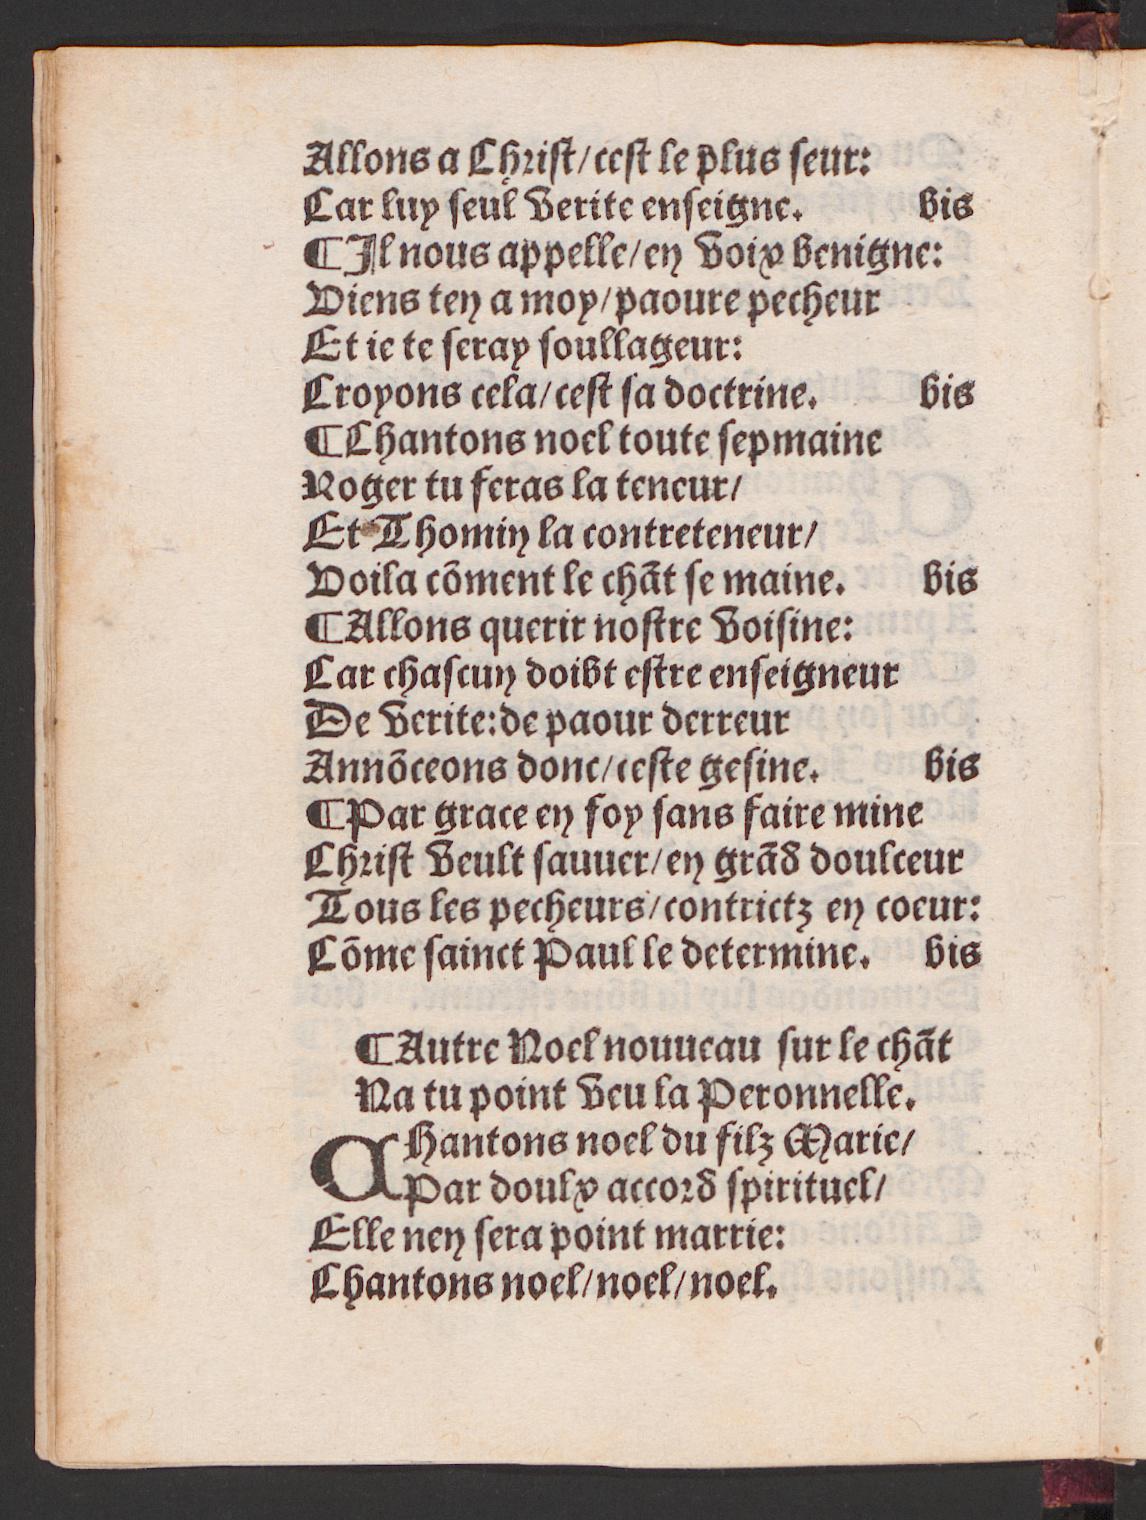 Allons a Christ/cest le plus seur:
Car luy seul verite enseigne. bis
¶Il nous appelle/en voix benigne:
Viens ten a moy/paoure pecheur
Et ie te seray soullageur:
Croyons cela/cest sa doctrine. bis
¶Chantons noel toute sepmaine
Roger tu feras la teneur/
Et Thomin la contreteneur/
Voila cõment le chãt se maine. bis
¶Allons querir nostre voisine:
Car chascun doibt estre enseigneur
De verite:de paour derreur
Annõceons donc/ceste gesine. bis
¶Par grace en foy sans faire mine
Christ veult sauuer/en grãd doulceur
Tous les pecheurs/contrictz en coeur:
Cõme sainct Paul le determine. bis
¶Autre Noel nouueau sur le chãt
Na tu point veu la Peronnelle.
CHantons noel du filz Marie/
Par doulx accord spirituel/
Elle nen sera point marrie:
Chantons noel/noel/noel.